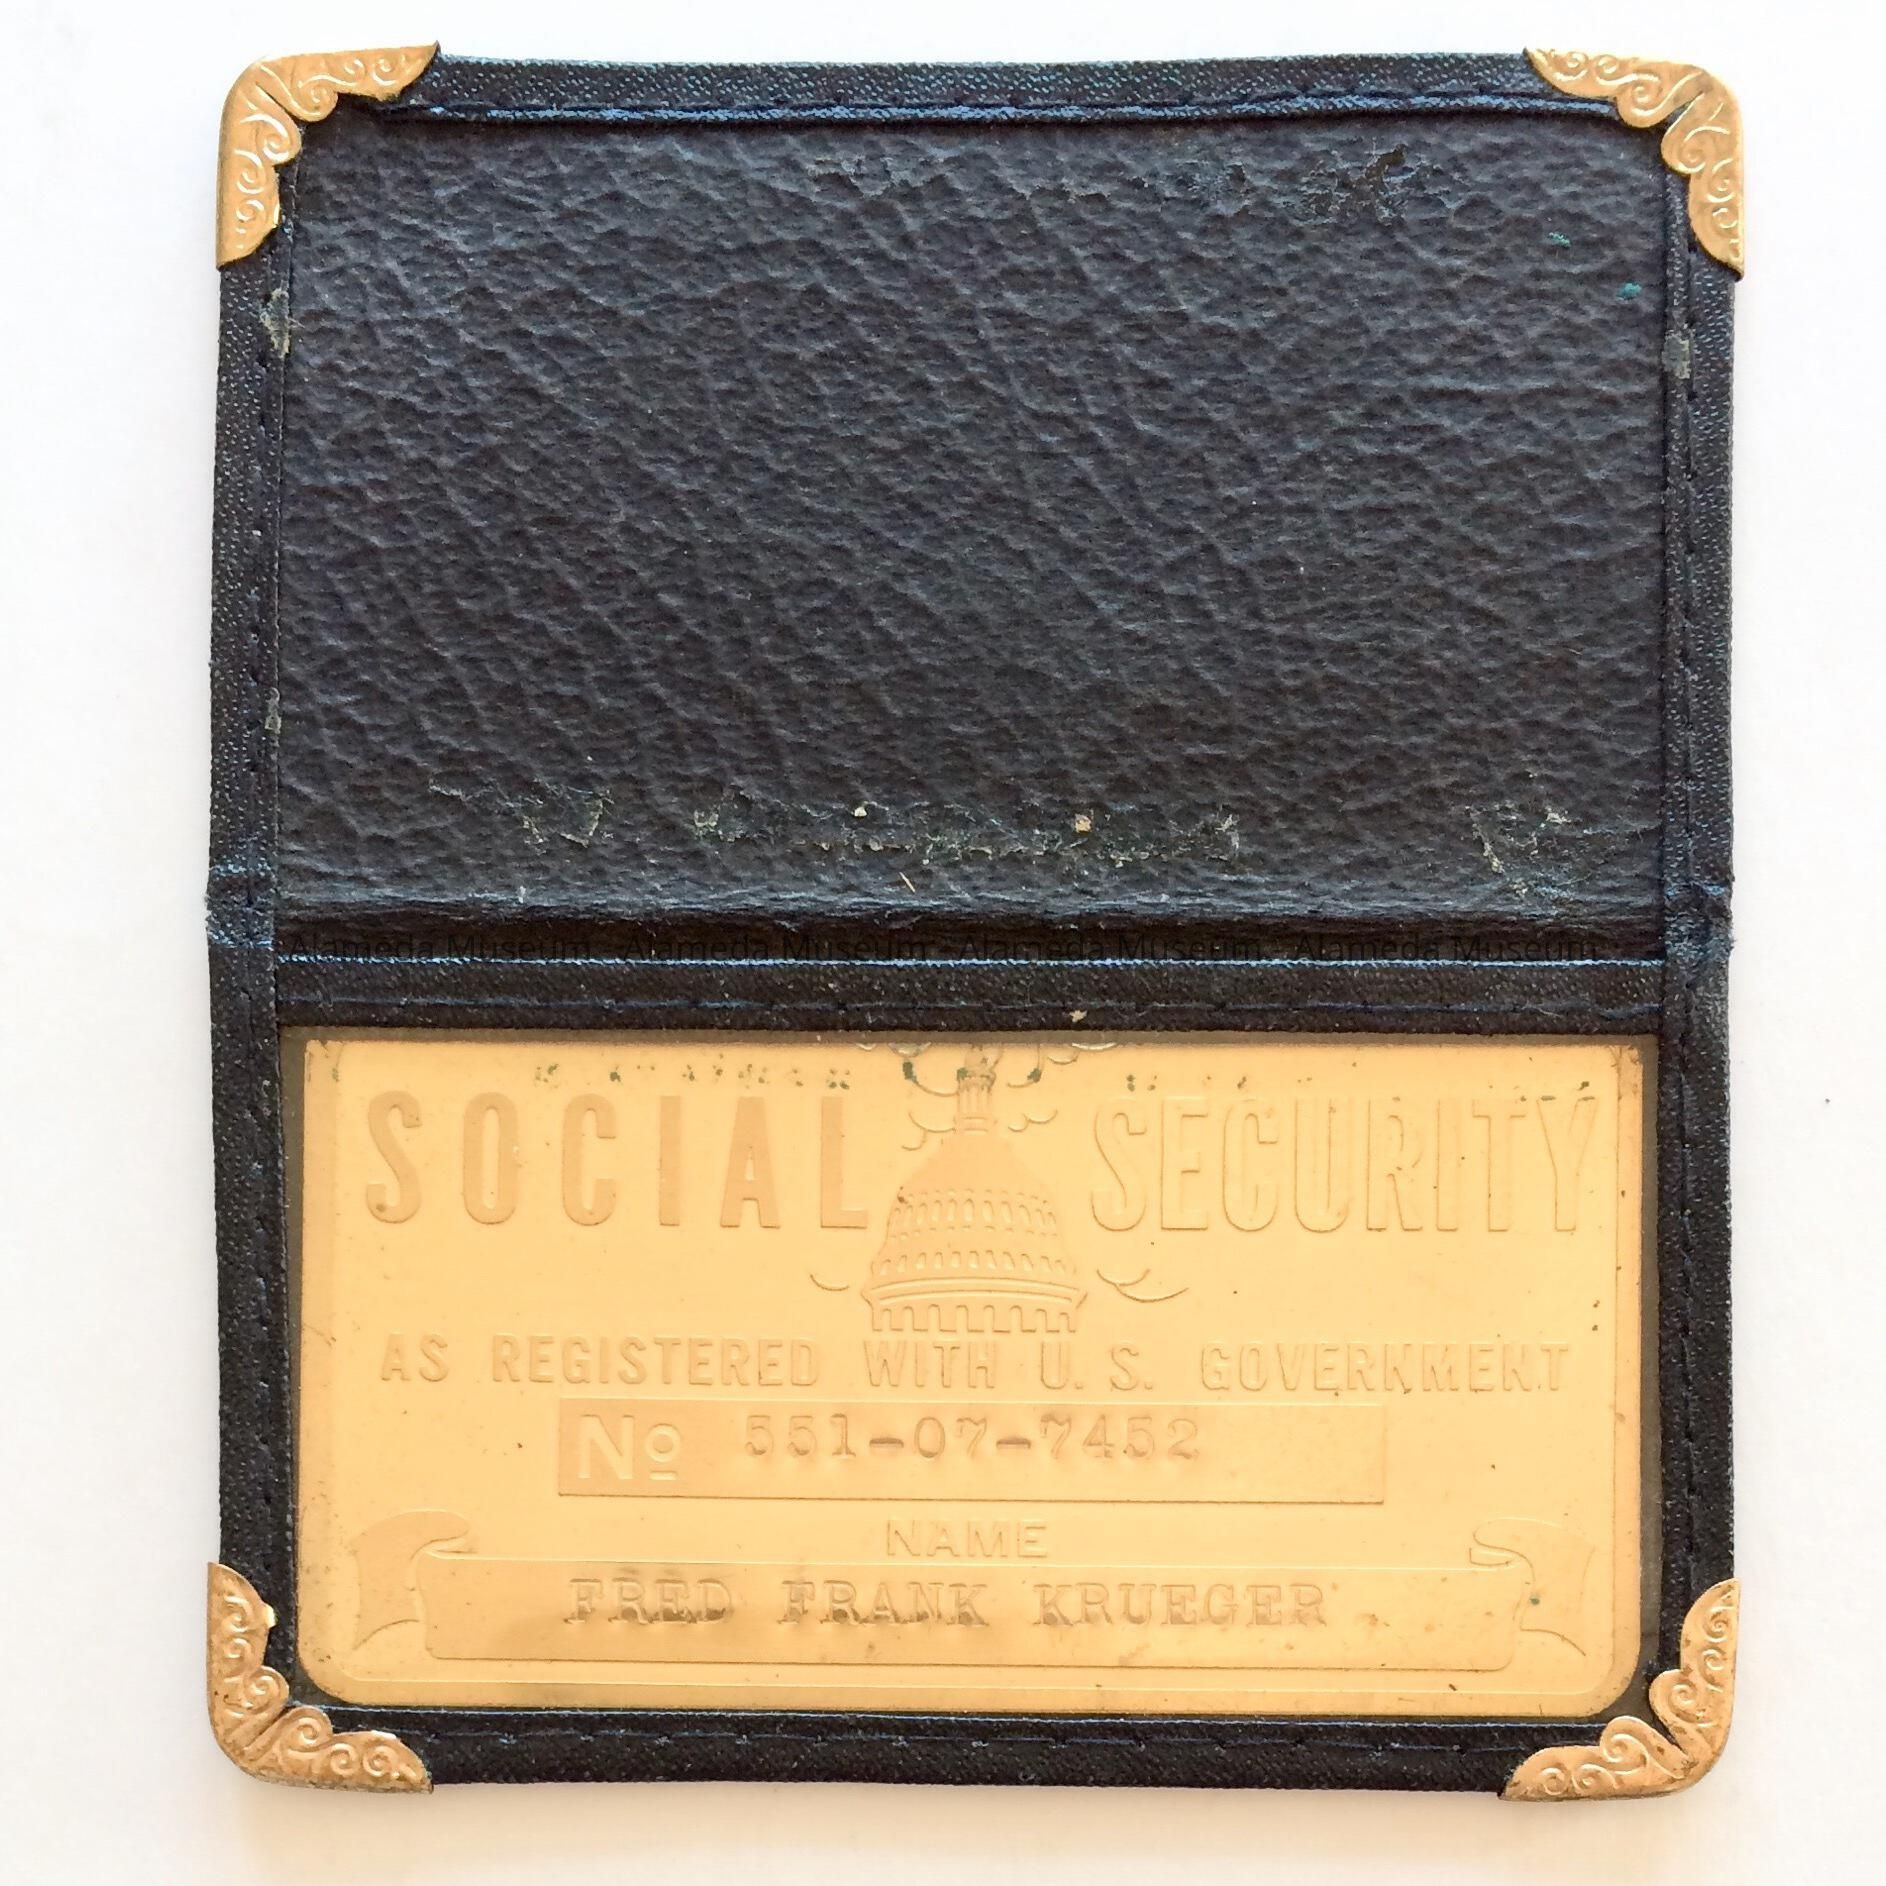 Alameda Museum - Alameda Museum - Alameda Museum - Alameda Museum
SOCIAL SECURITY
AS REGISTERED WITH U.S. GOVERNMENT
No 551-07-7452
NAME
FRED FRANK KRUEGER